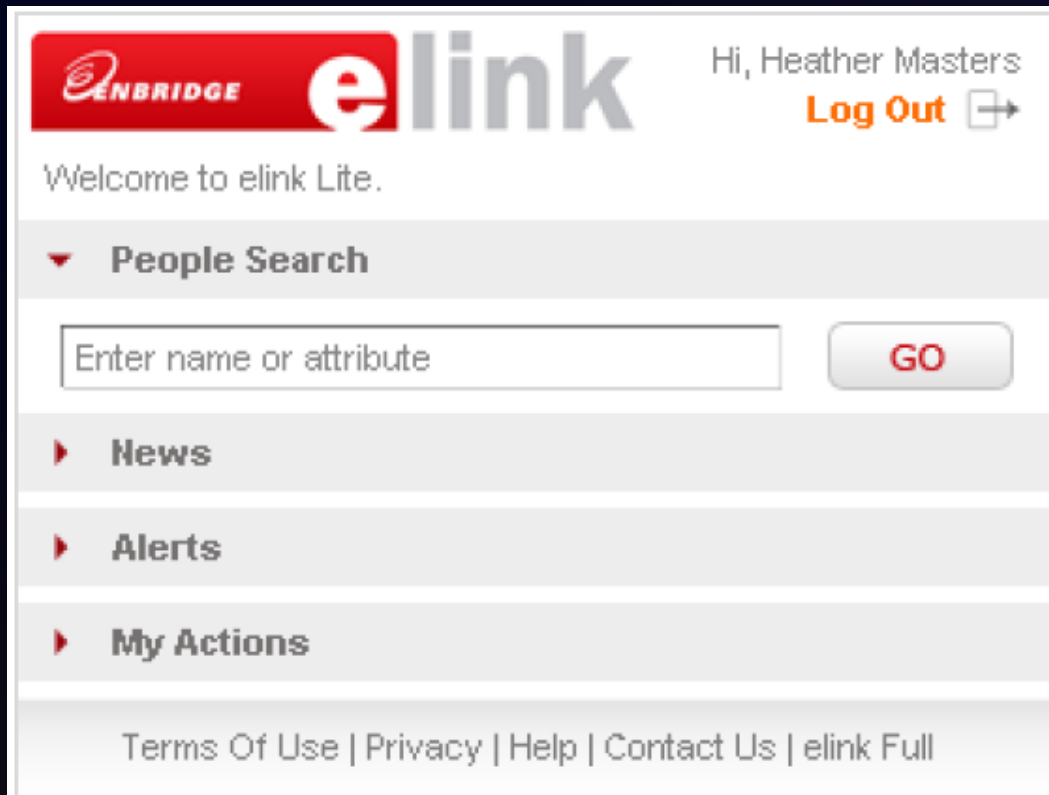 ENBRIDGE elink
Hi, Heather Masters
Log Out
Welcome to elink Lite.
People Search
Enter name or attribute
GO
News
Alerts
My Actions
Terms Of Use | Privacy | Help | Contact Us | elink Full